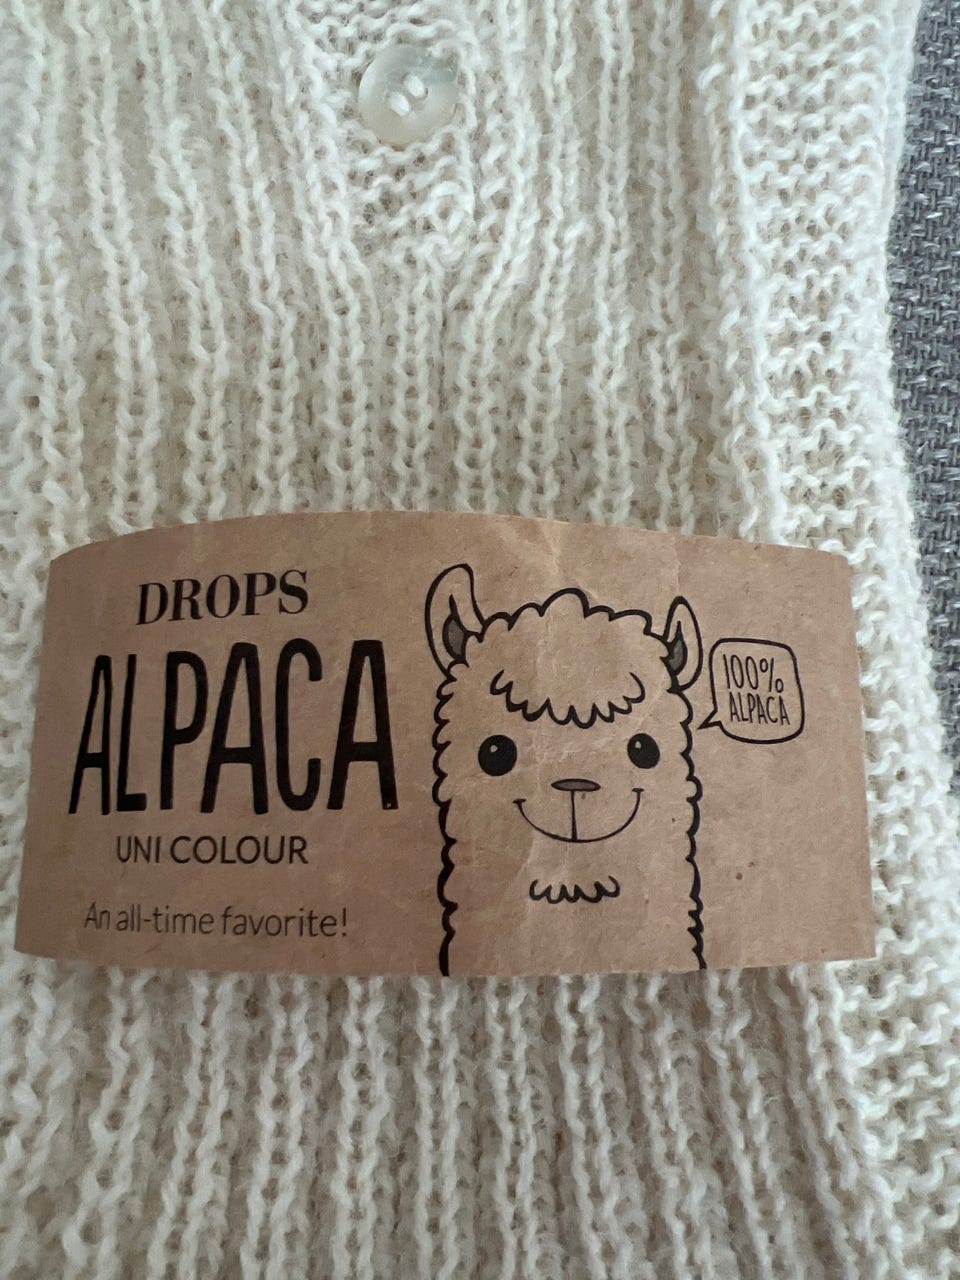 DROPS
ALPACA
UNI COLOUR
An all-time favorite!
100%
ALPACA